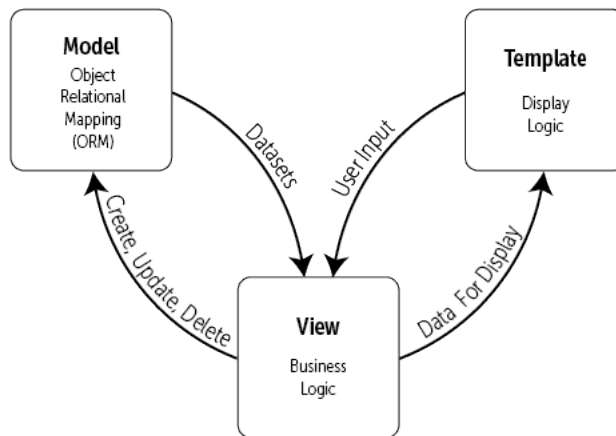 Model
Object
Relational
Mapping
(ORM)
Template
Display
Logic
Datasets
User Input
Create, Update, Delete
Data For Display
View
Business
Logic